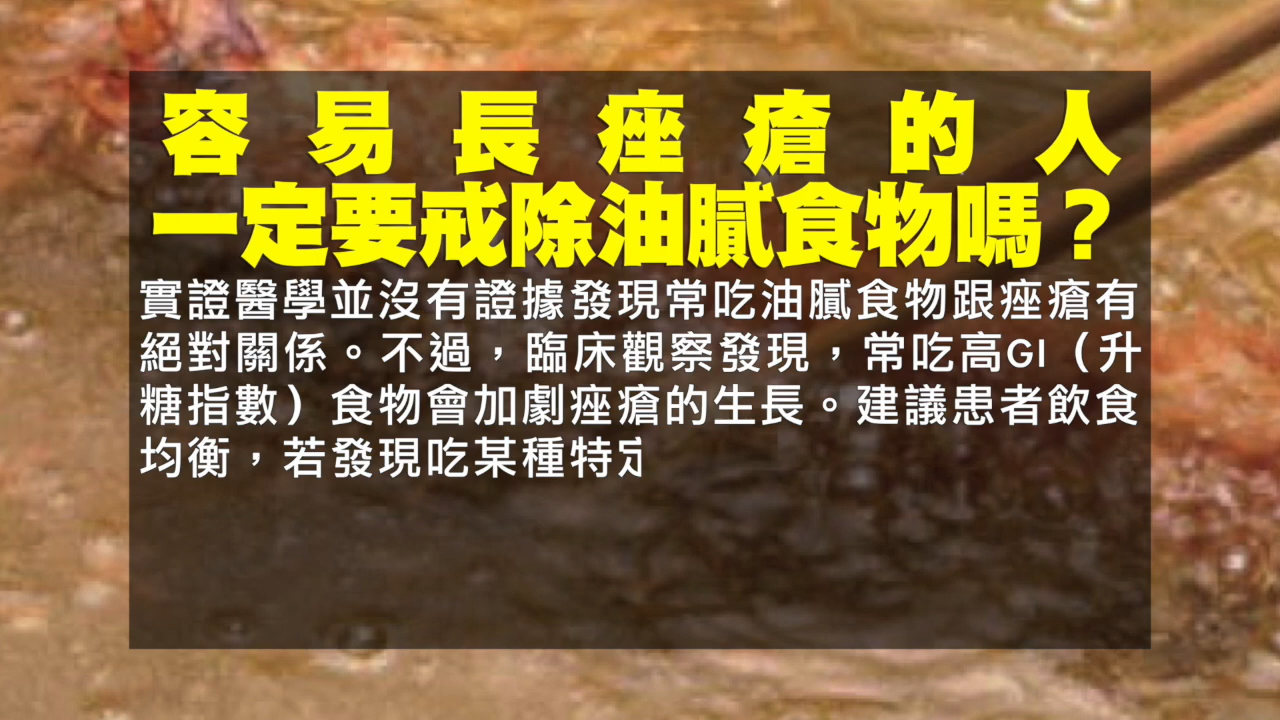 容易長痤瘡的人
一定要戒除油膩食物嗎？
實證醫學並沒有證據發現常吃油膩食物跟痤瘡有
絕對關係。不過，臨床觀察發現，常吃高GI（升
糖指數）食物會加劇痤瘡的生長。建議患者飲食
均衡，若發現吃某種特